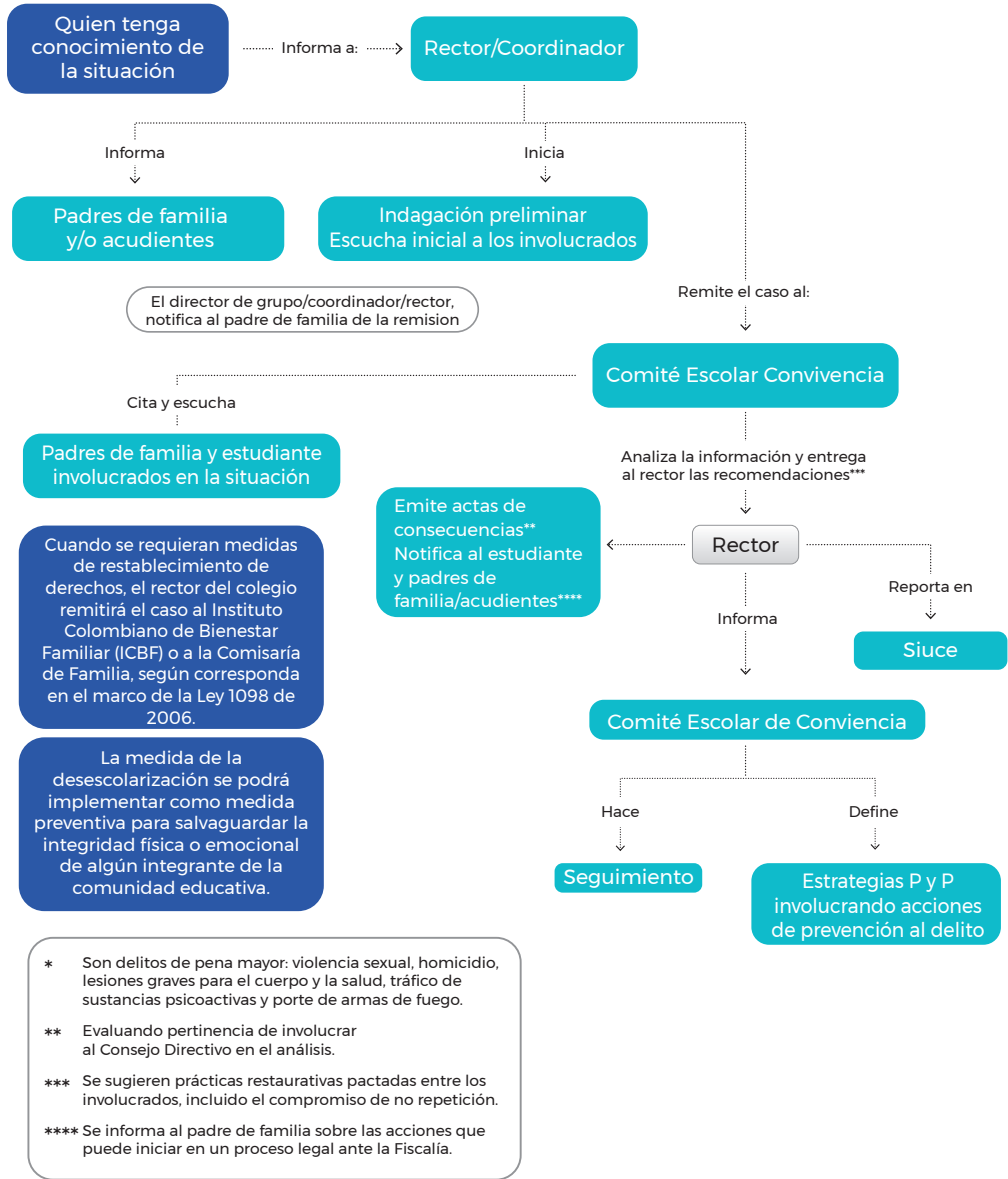 Quien tenga
conocimiento de
la situación
Informa a:
Rector/Coordinador
Informa
Inicia
Padres de familia
y/o acudientes
Indagación preliminar
Escucha inicial a los involucrados
El director de grupo/coordinador/rector,
notifica al padre de familia de la remision
Remite el caso al:
Comité Escolar Convivencia
Cita y escucha
Padres de familia y estudiante
involucrados en la situación
Analiza la información y entrega
al rector las recomendaciones***
Emite actas de
consecuencias**
Notifica al estudiante
y padres de
familia/acudientes****
Rector
Reporta en
Siuce
Informa
Cuando se requieran medidas
de restablecimiento de
derechos, el rector del colegio
remitirá el caso al Instituto
Colombiano de Bienestar
Familiar (ICBF) o a la Comisaría
de Familia, según corresponda
en el marco de la Ley 1098 de
2006.
Comité Escolar de Conviencia
La medida de la
desescolarización se podrá
implementar como medida
preventiva para salvaguardar la
integridad física o emocional
de algún integrante de la
comunidad educativa.
Hace
Define
Seguimiento
Estrategias P y P
involucrando acciones
de prevención al delito
* Son delitos de pena mayor: violencia sexual, homicidio,
lesiones graves para el cuerpo y la salud, tráfico de
sustancias psicoactivas y porte de armas de fuego.
** Evaluando pertinencia de involucrar
al Consejo Directivo en el análisis.
*** Se sugieren prácticas restaurativas pactadas entre los
involucrados, incluido el compromiso de no repetición.
**** Se informa al padre de familia sobre las acciones que
puede iniciar en un proceso legal ante la Fiscalía.